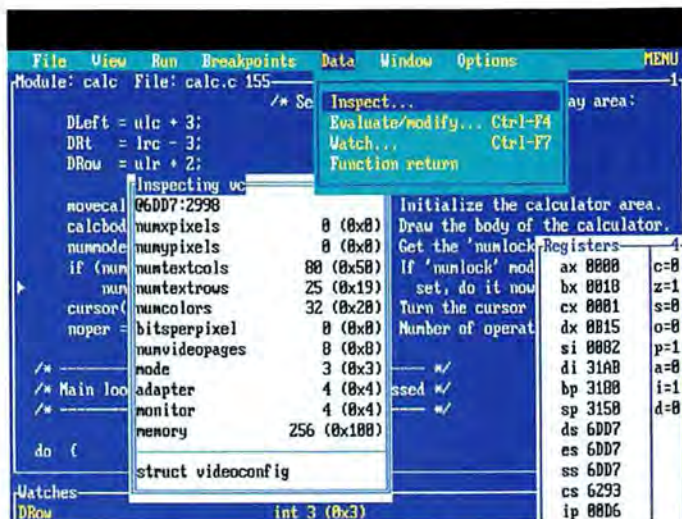 File View Run Breakpoints Data Window Options MENU
Module: calc File: calc.c 155 1
/* Se
ay area:
DLeft = ulc + 3;
DRt = lrc - 3;
DRow = ulr + 2;
Inspect...
Evaluate/modify... Ctrl-F4
Watch... Ctrl-F7
Function return
movecal
calcbod
numnode
if (num
num
cursor(
noper =
Initialize the calculator area.
Draw the body of the calculator.
Get the 'numlock
If 'numlock' mod
set, do it now
Turn the cursor
Number of operat
/* */
/* Main loo ssed */
/* */
do {
Inspecting vc
@6DD7:2998
numxpixels 0 (0x0)
numypixels 0 (0x0)
numtextcols 80 (0x50)
numtextrows 25 (0x19)
numcolors 32 (0x20)
bitsperpixel 0 (0x0)
numvideopages 8 (0x8)
mode 3 (0x3)
adapter 4 (0x4)
monitor 4 (0x4)
memory 256 (0x100)
struct videoconfig
Registers 4
ax 0000 c=0
bx 0018 z=1
cx 0001 s=0
dx 0B15 o=0
si 0082 p=1
di 31AB a=0
bp 3180 i=1
sp 3150 d=0
ds 6DD7
es 6DD7
ss 6DD7
cs 6293
ip 00D6
Watches
DRow int 3 (0x3)